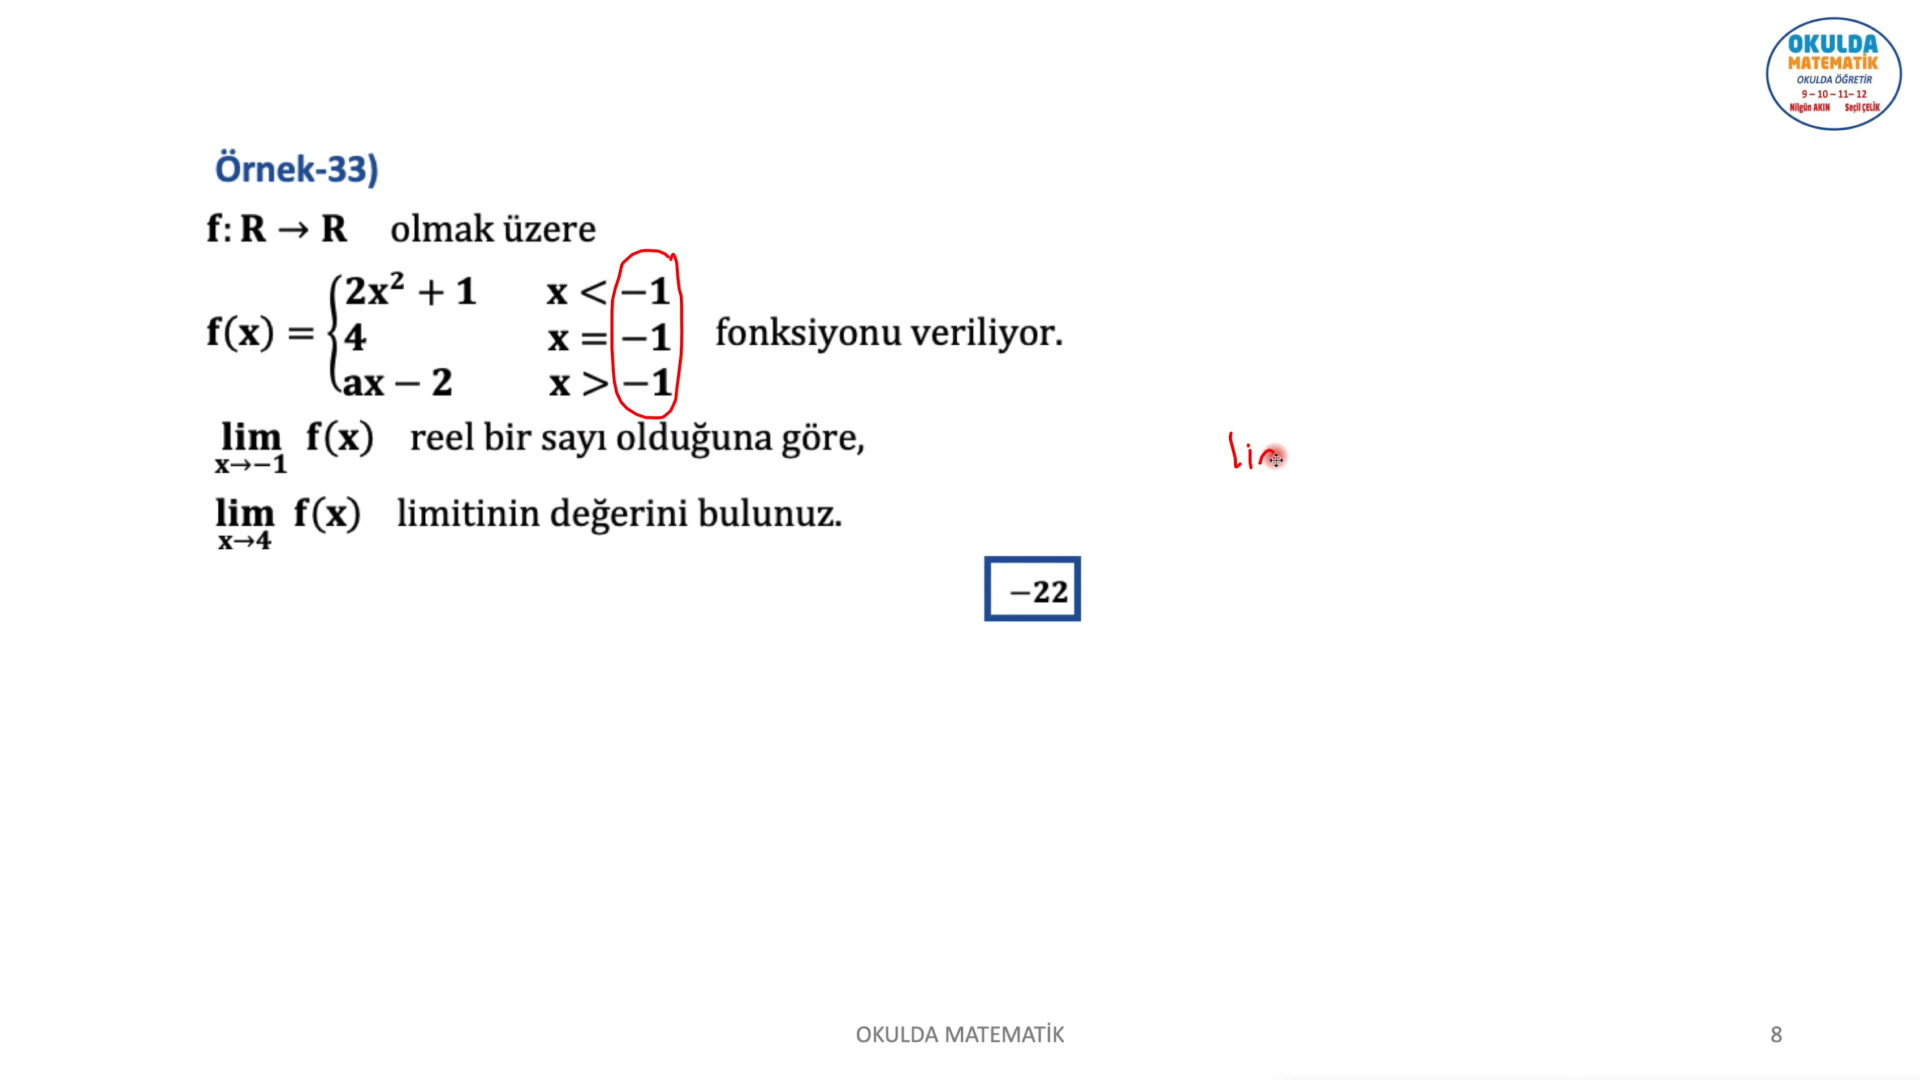 OKULDA
MATEMATİK
OKULDA ÖĞRETİR
9 – 10 – 11– 12
Nilgün AKIN Seçil ÇELİK
Örnek-33)
f: R → R olmak üzere
f(x) = { 2x² + 1 x < −1
4 x = −1 fonksiyonu veriliyor.
ax − 2 x > −1
lim f(x) reel bir sayı olduğuna göre,
x→−1
lim f(x) limitinin değerini bulunuz.
x→4
−22
OKULDA MATEMATİK 8